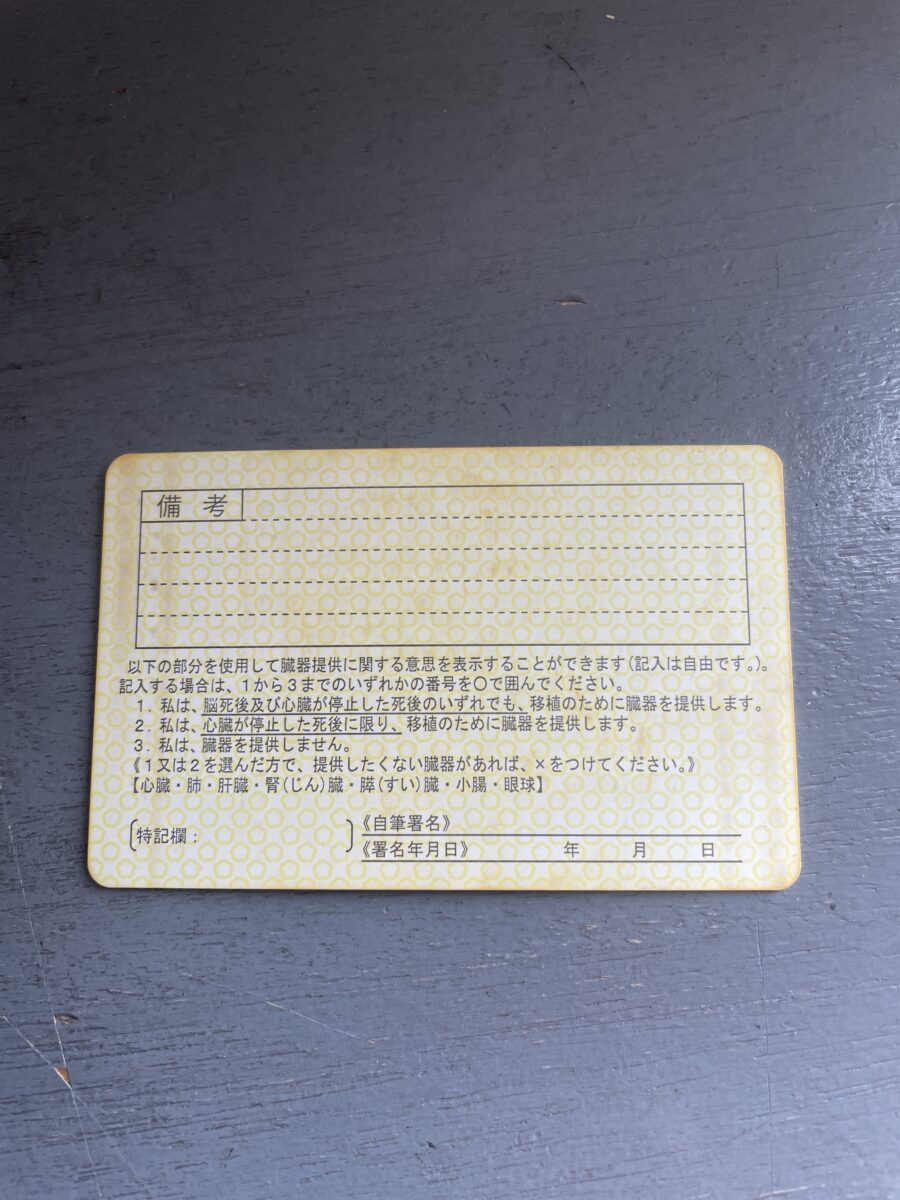 備考
以下の部分を使用して臓器提供に関する意思を表示することができます(記入は自由です。)。
記入する場合は、1から3までのいずれかの番号を○で囲んでください。
1. 私は、脳死後及び心臓が停止した死後のいずれでも、移植のために臓器を提供します。
2. 私は、心臓が停止した死後に限り、移植のために臓器を提供します。
3. 私は、臓器を提供しません。
《1又は2を選んだ方で、提供したくない臓器があれば、×をつけてください。》
【心臓・肺・肝臓・腎(じん)臓・膵(すい)臓・小腸・眼球】
特記欄:
《自筆署名》
《署名年月日》 年 月 日